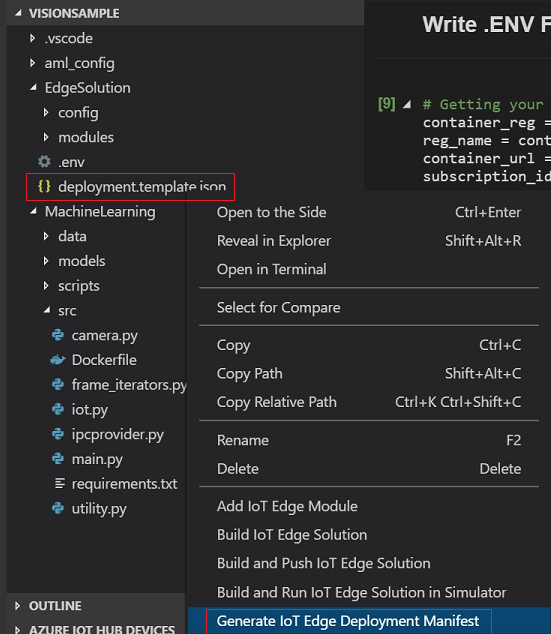 VISIONSAMPLE
.vscode
aml_config
EdgeSolution
config
modules
.env
{} deployment.template.json
MachineLearning
data
models
scripts
src
camera.py
Dockerfile
frame_iterators.py
iot.py
ipcprovider.py
main.py
requirements.txt
utility.py
OUTLINE
AZURE IOT HUB DEVICES
Write .ENV F
[9] # Getting your
container_reg =
reg_name = cont
container_url =
subscription_id
Open to the Side Ctrl+Enter
Reveal in Explorer Shift+Alt+R
Open in Terminal
Select for Compare
Copy Ctrl+C
Copy Path Shift+Alt+C
Copy Relative Path Ctrl+K Ctrl+Shift+C
Rename F2
Delete Delete
Add IoT Edge Module
Build IoT Edge Solution
Build and Push IoT Edge Solution
Build and Run IoT Edge Solution in Simulator
Generate IoT Edge Deployment Manifest